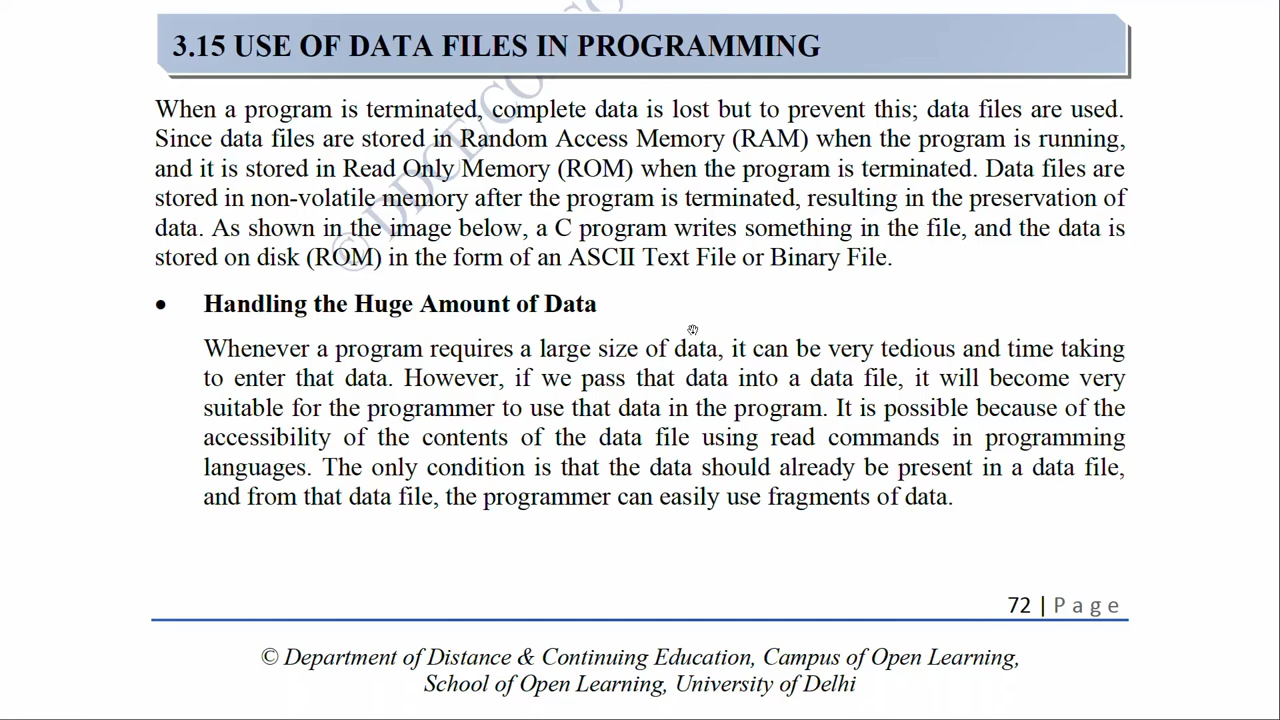 3.15 USE OF DATA FILES IN PROGRAMMING
When a program is terminated, complete data is lost but to prevent this; data files are used.
Since data files are stored in Random Access Memory (RAM) when the program is running,
and it is stored in Read Only Memory (ROM) when the program is terminated. Data files are
stored in non-volatile memory after the program is terminated, resulting in the preservation of
data. As shown in the image below, a C program writes something in the file, and the data is
stored on disk (ROM) in the form of an ASCII Text File or Binary File.
• Handling the Huge Amount of Data
Whenever a program requires a large size of data, it can be very tedious and time taking
to enter that data. However, if we pass that data into a data file, it will become very
suitable for the programmer to use that data in the program. It is possible because of the
accessibility of the contents of the data file using read commands in programming
languages. The only condition is that the data should already be present in a data file,
and from that data file, the programmer can easily use fragments of data.
72 | Page
© Department of Distance & Continuing Education, Campus of Open Learning,
School of Open Learning, University of Delhi